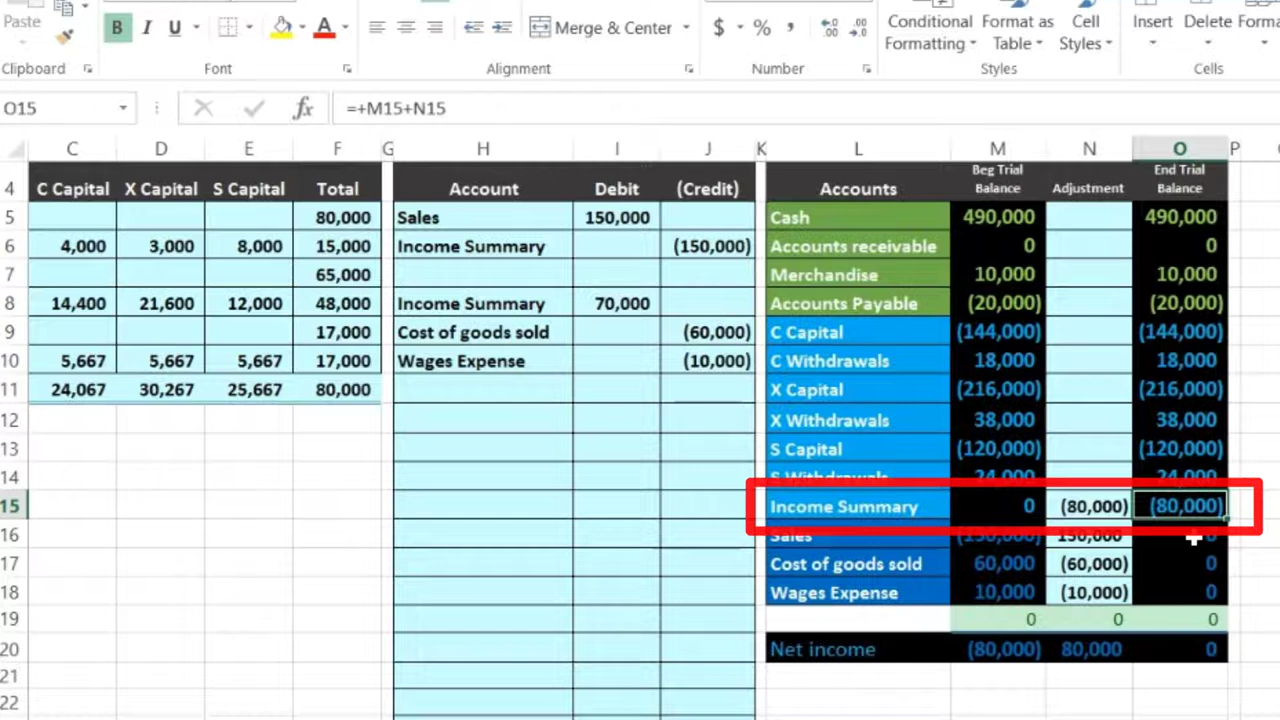 Paste
B I U A
Merge & Center
$ % ,
Conditional
Formatting
Format as
Table
Cell
Styles
Insert
Delete
Clipboard
Font
Alignment
Number
Styles
Cells
O15 fx =+M15+N15
C D E F G H I J K L M N O P
4 C Capital X Capital S Capital Total Account Debit (Credit) Accounts Beg Trial Balance Adjustment End Trial Balance
5 80,000 Sales 150,000 Cash 490,000 490,000
6 4,000 3,000 8,000 15,000 Income Summary (150,000) Accounts receivable 0 0
7 65,000 Merchandise 10,000 10,000
8 14,400 21,600 12,000 48,000 Income Summary 70,000 Accounts Payable (20,000) (20,000)
9 17,000 Cost of goods sold (60,000) C Capital (144,000) (144,000)
10 5,667 5,667 5,667 17,000 Wages Expense (10,000) C Withdrawals 18,000 18,000
11 24,067 30,267 25,667 80,000 X Capital (216,000) (216,000)
12 X Withdrawals 38,000 38,000
13 S Capital (120,000) (120,000)
14 S Withdrawals 24,000 24,000
15 Income Summary 0 (80,000) (80,000)
16 Sales (150,000) 150,000 0
17 Cost of goods sold 60,000 (60,000) 0
18 Wages Expense 10,000 (10,000) 0
19 0 0 0
20 Net income (80,000) 80,000 0
21
22